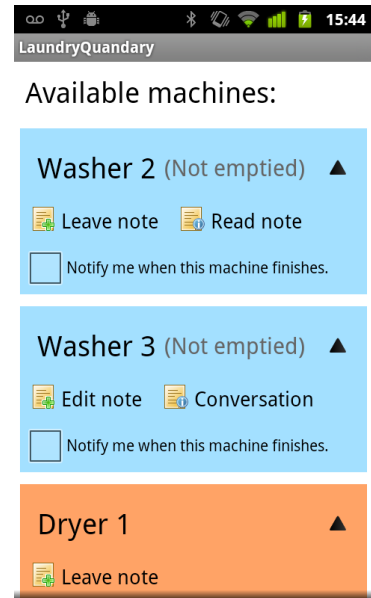 15:44
LaundryQuandary
Available machines:
Washer 2 (Not emptied)
Leave note Read note
Notify me when this machine finishes.
Washer 3 (Not emptied)
Edit note Conversation
Notify me when this machine finishes.
Dryer 1
Leave note